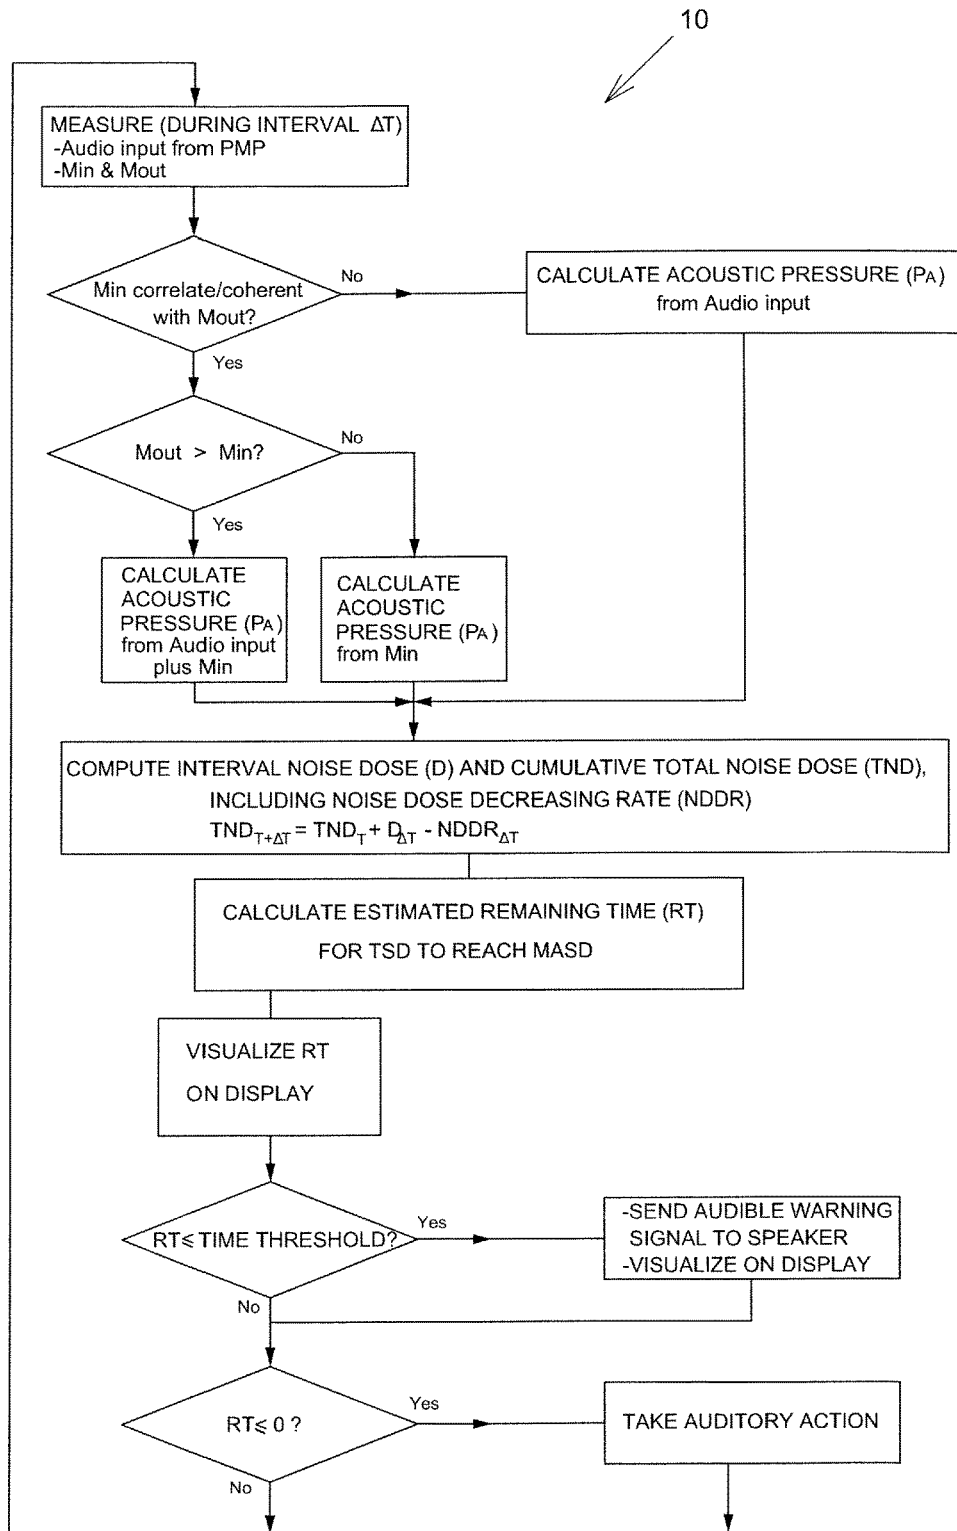 10
MEASURE (DURING INTERVAL ΔT)
-Audio input from PMP
-Min & Mout
Min correlate/coherent
with Mout?
No
CALCULATE ACOUSTIC PRESSURE (PA)
from Audio input
Yes
Mout > Min?
No
Yes
CALCULATE
ACOUSTIC
PRESSURE (PA)
from Audio input
plus Min
CALCULATE
ACOUSTIC
PRESSURE (PA)
from Min
COMPUTE INTERVAL NOISE DOSE (D) AND CUMULATIVE TOTAL NOISE DOSE (TND),
INCLUDING NOISE DOSE DECREASING RATE (NDDR)
TND T+ΔT = TND T + D ΔT - NDDR ΔT
CALCULATE ESTIMATED REMAINING TIME (RT)
FOR TSD TO REACH MASD
VISUALIZE RT
ON DISPLAY
RT≤TIME THRESHOLD?
Yes
-SEND AUDIBLE WARNING
SIGNAL TO SPEAKER
-VISUALIZE ON DISPLAY
No
RT≤ 0 ?
Yes
TAKE AUDITORY ACTION
No